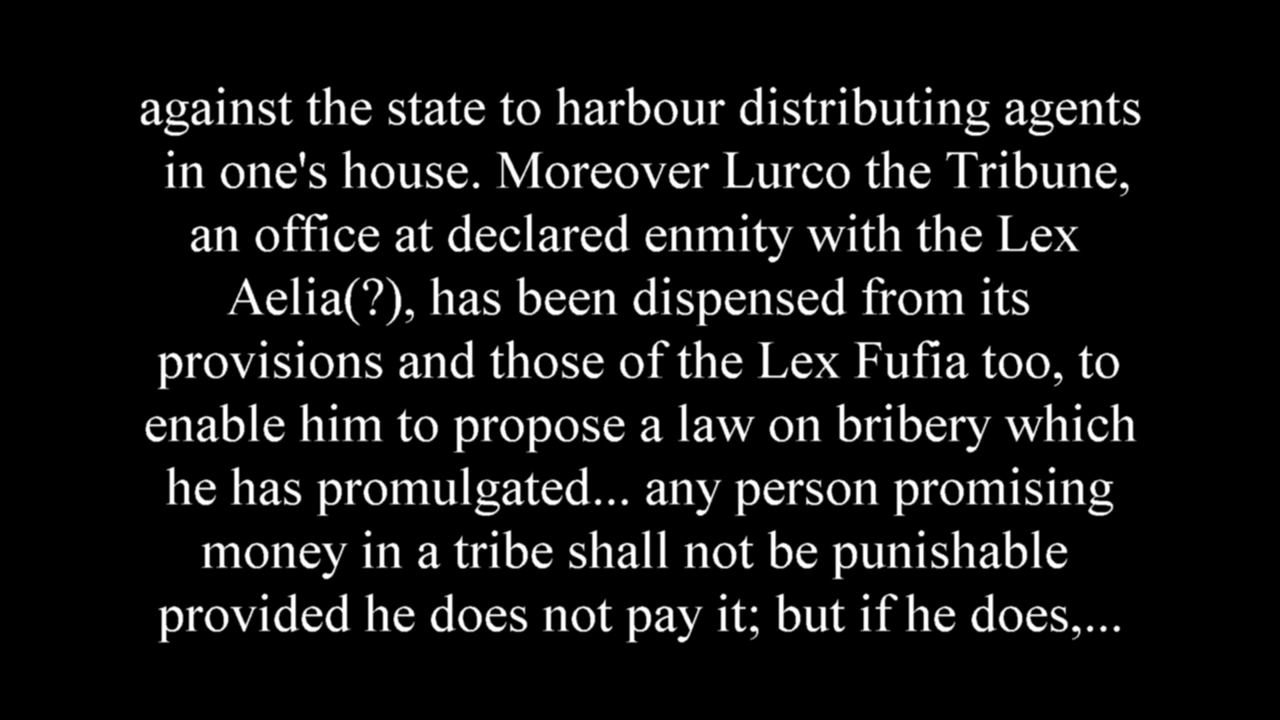 against the state to harbour distributing agents
in one's house. Moreover Lurco the Tribune,
an office at declared enmity with the Lex
Aelia(?), has been dispensed from its
provisions and those of the Lex Fufia too, to
enable him to propose a law on bribery which
he has promulgated... any person promising
money in a tribe shall not be punishable
provided he does not pay it; but if he does,...